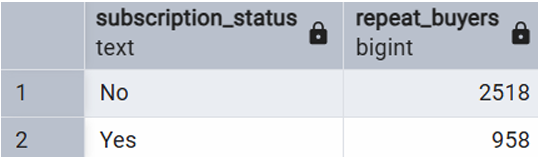 subscription_status repeat_buyers
text bigint
1 No 2518
2 Yes 958